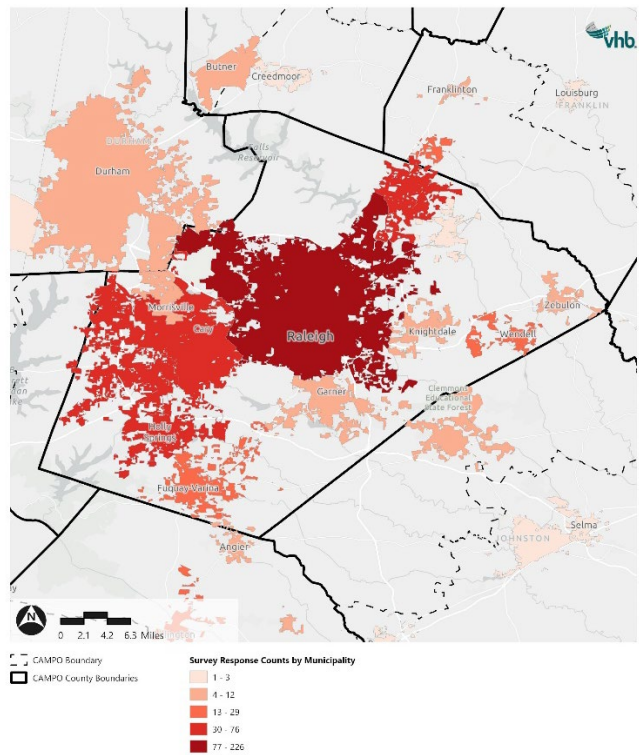 vhb
Butner
Creedmoor
Franklinton
Louisburg
FRANKLIN
DURHAM
Falls
Reservoir
Durham
Morrisville
Cary
Raleigh
Knightdale
Zebulon
Wendell
Garner
Clemmons
Educational
State Forest
Holly
Springs
Fuquay-Varina
Angier
JOHNSTON
Selma
N
0 2.1 4.2 6.3 Miles
CAMPO Boundary
CAMPO County Boundaries
Survey Response Counts by Municipality
1 - 3
4 - 12
13 - 29
30 - 76
77 - 226